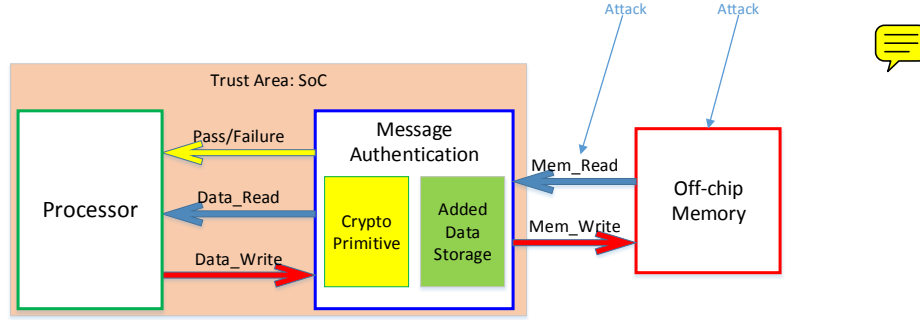 Attack
Attack
Trust Area: SoC
Pass/Failure
Message
Authentication
Mem_Read
Processor
Data_Read
Crypto
Primitive
Added
Data
Storage
Off-chip
Memory
Mem_Write
Data_Write